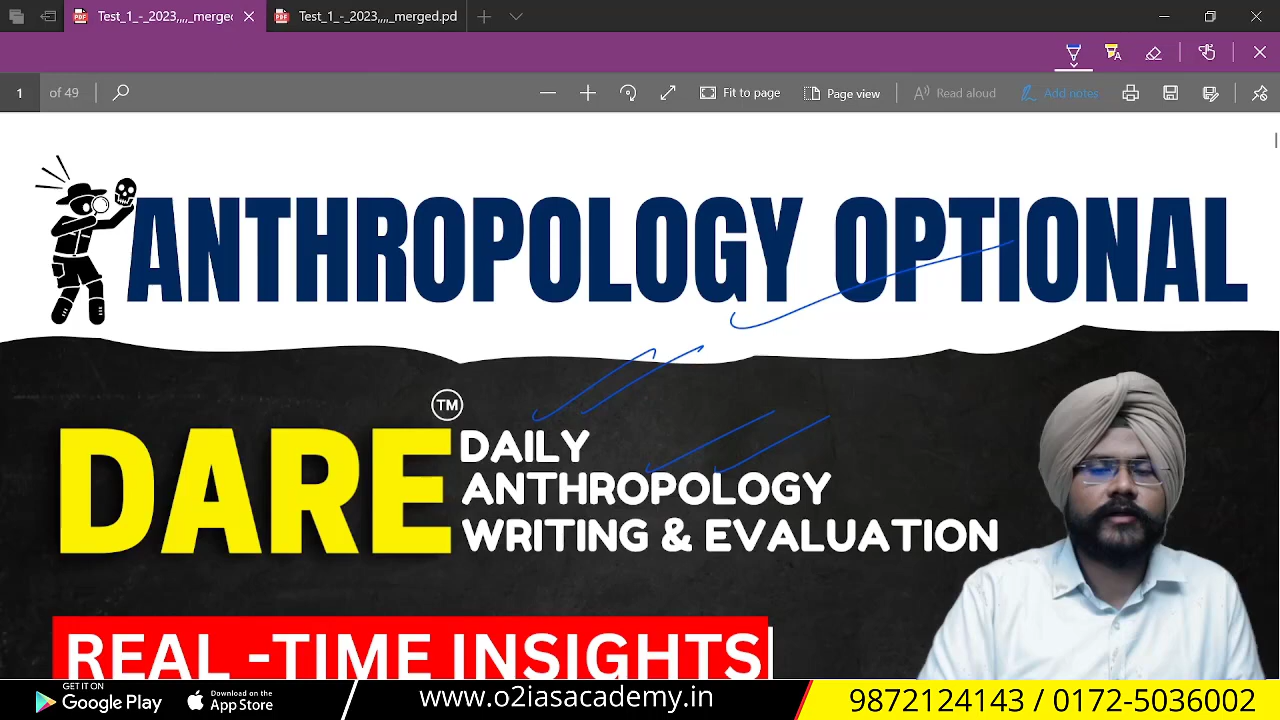 Test_1_-_2023,,,,_merged
Test_1_-_2023,,,,_merged.pd
1 of 49
Fit to page
Page view
Read aloud
Add notes
ANTHROPOLOGY OPTIONAL
TM
DARE
DAILY
ANTHROPOLOGY
WRITING & EVALUATION
REAL -TIME INSIGHTS
GET IT ON
Google Play
Download on the
App Store
www.o2iasacademy.in
9872124143 / 0172-5036002